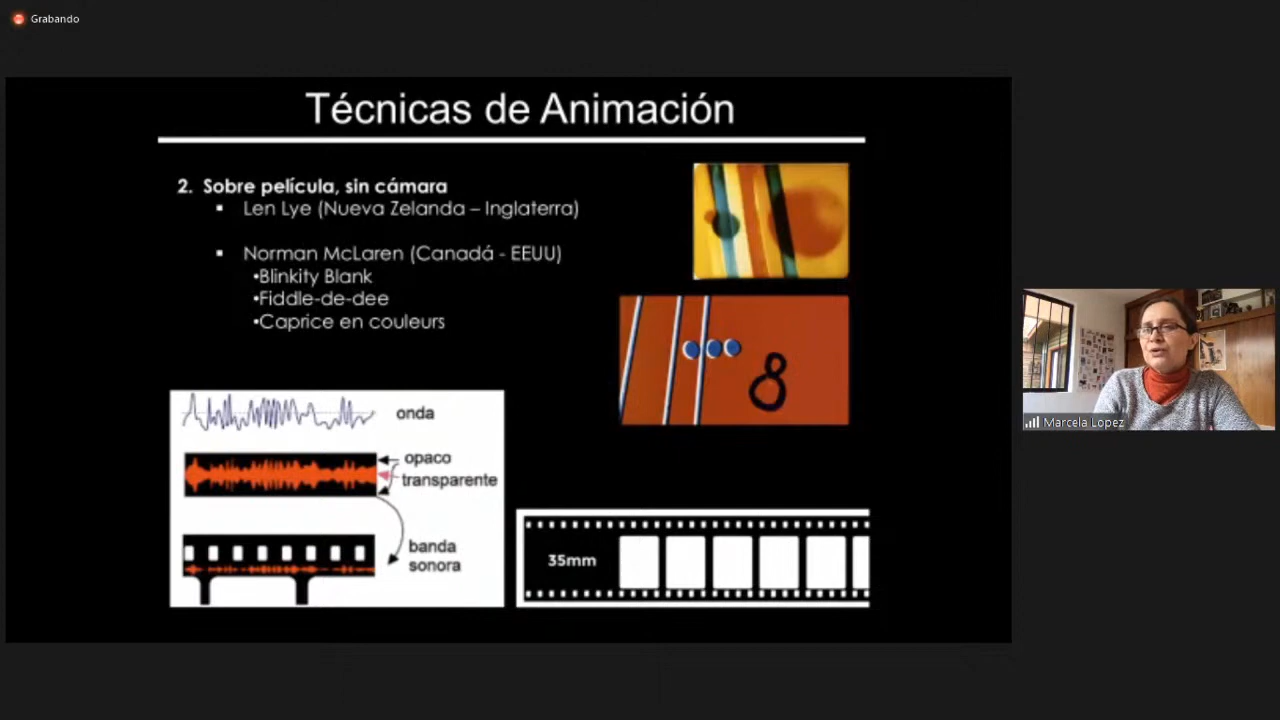 Grabando
Técnicas de Animación
2. Sobre película, sin cámara
▪ Len Lye (Nueva Zelanda – Inglaterra)
▪ Norman McLaren (Canadá - EEUU)
•Blinkity Blank
•Fiddle-de-dee
•Caprice en couleurs
8
onda
opaco
transparente
banda
sonora
35mm
Marcela Lopez